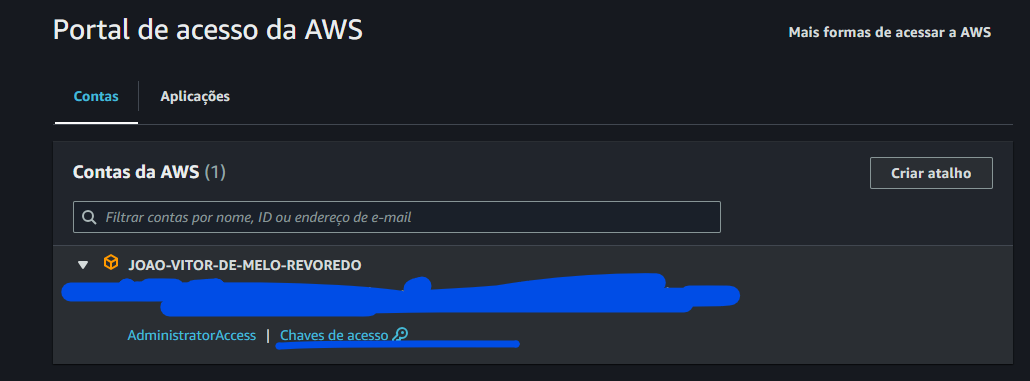 Portal de acesso da AWS
Mais formas de acessar a AWS
Contas
Aplicações
Contas da AWS (1)
Criar atalho
Filtrar contas por nome, ID ou endereço de e-mail
JOAO-VITOR-DE-MELO-REVOREDO
AdministratorAccess | Chaves de acesso